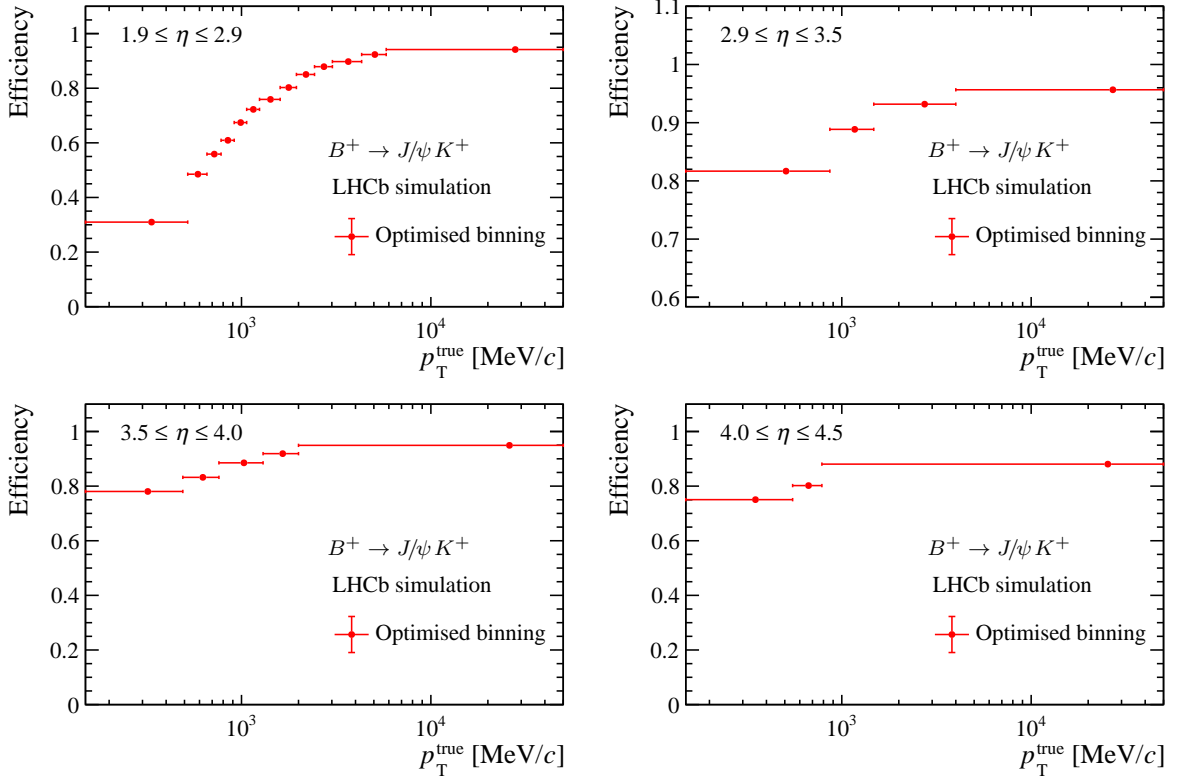 1.9 ≤ η ≤ 2.9
Efficiency
1
0.8
0.6
0.4
0.2
0
B⁺ → J/ψ K⁺
LHCb simulation
Optimised binning
10³
10⁴
p_T^true [MeV/c]
2.9 ≤ η ≤ 3.5
Efficiency
1.1
1
0.9
0.8
0.7
0.6
B⁺ → J/ψ K⁺
LHCb simulation
Optimised binning
10³
10⁴
p_T^true [MeV/c]
3.5 ≤ η ≤ 4.0
Efficiency
1
0.8
0.6
0.4
0.2
0
B⁺ → J/ψ K⁺
LHCb simulation
Optimised binning
10³
10⁴
p_T^true [MeV/c]
4.0 ≤ η ≤ 4.5
Efficiency
1
0.8
0.6
0.4
0.2
0
B⁺ → J/ψ K⁺
LHCb simulation
Optimised binning
10³
10⁴
p_T^true [MeV/c]